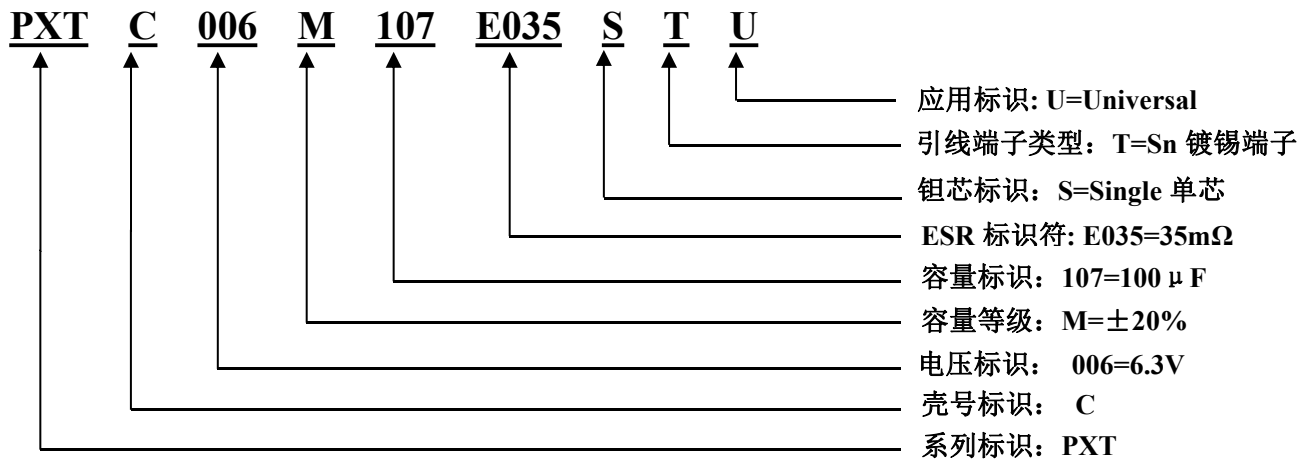 PXT C 006 M 107 E035 S T U
应用标识: U=Universal
引线端子类型：T=Sn 镀锡端子
钽芯标识：S=Single 单芯
ESR 标识符: E035=35mΩ
容量标识：107=100 μ F
容量等级：M=±20%
电压标识： 006=6.3V
壳号标识： C
系列标识：PXT